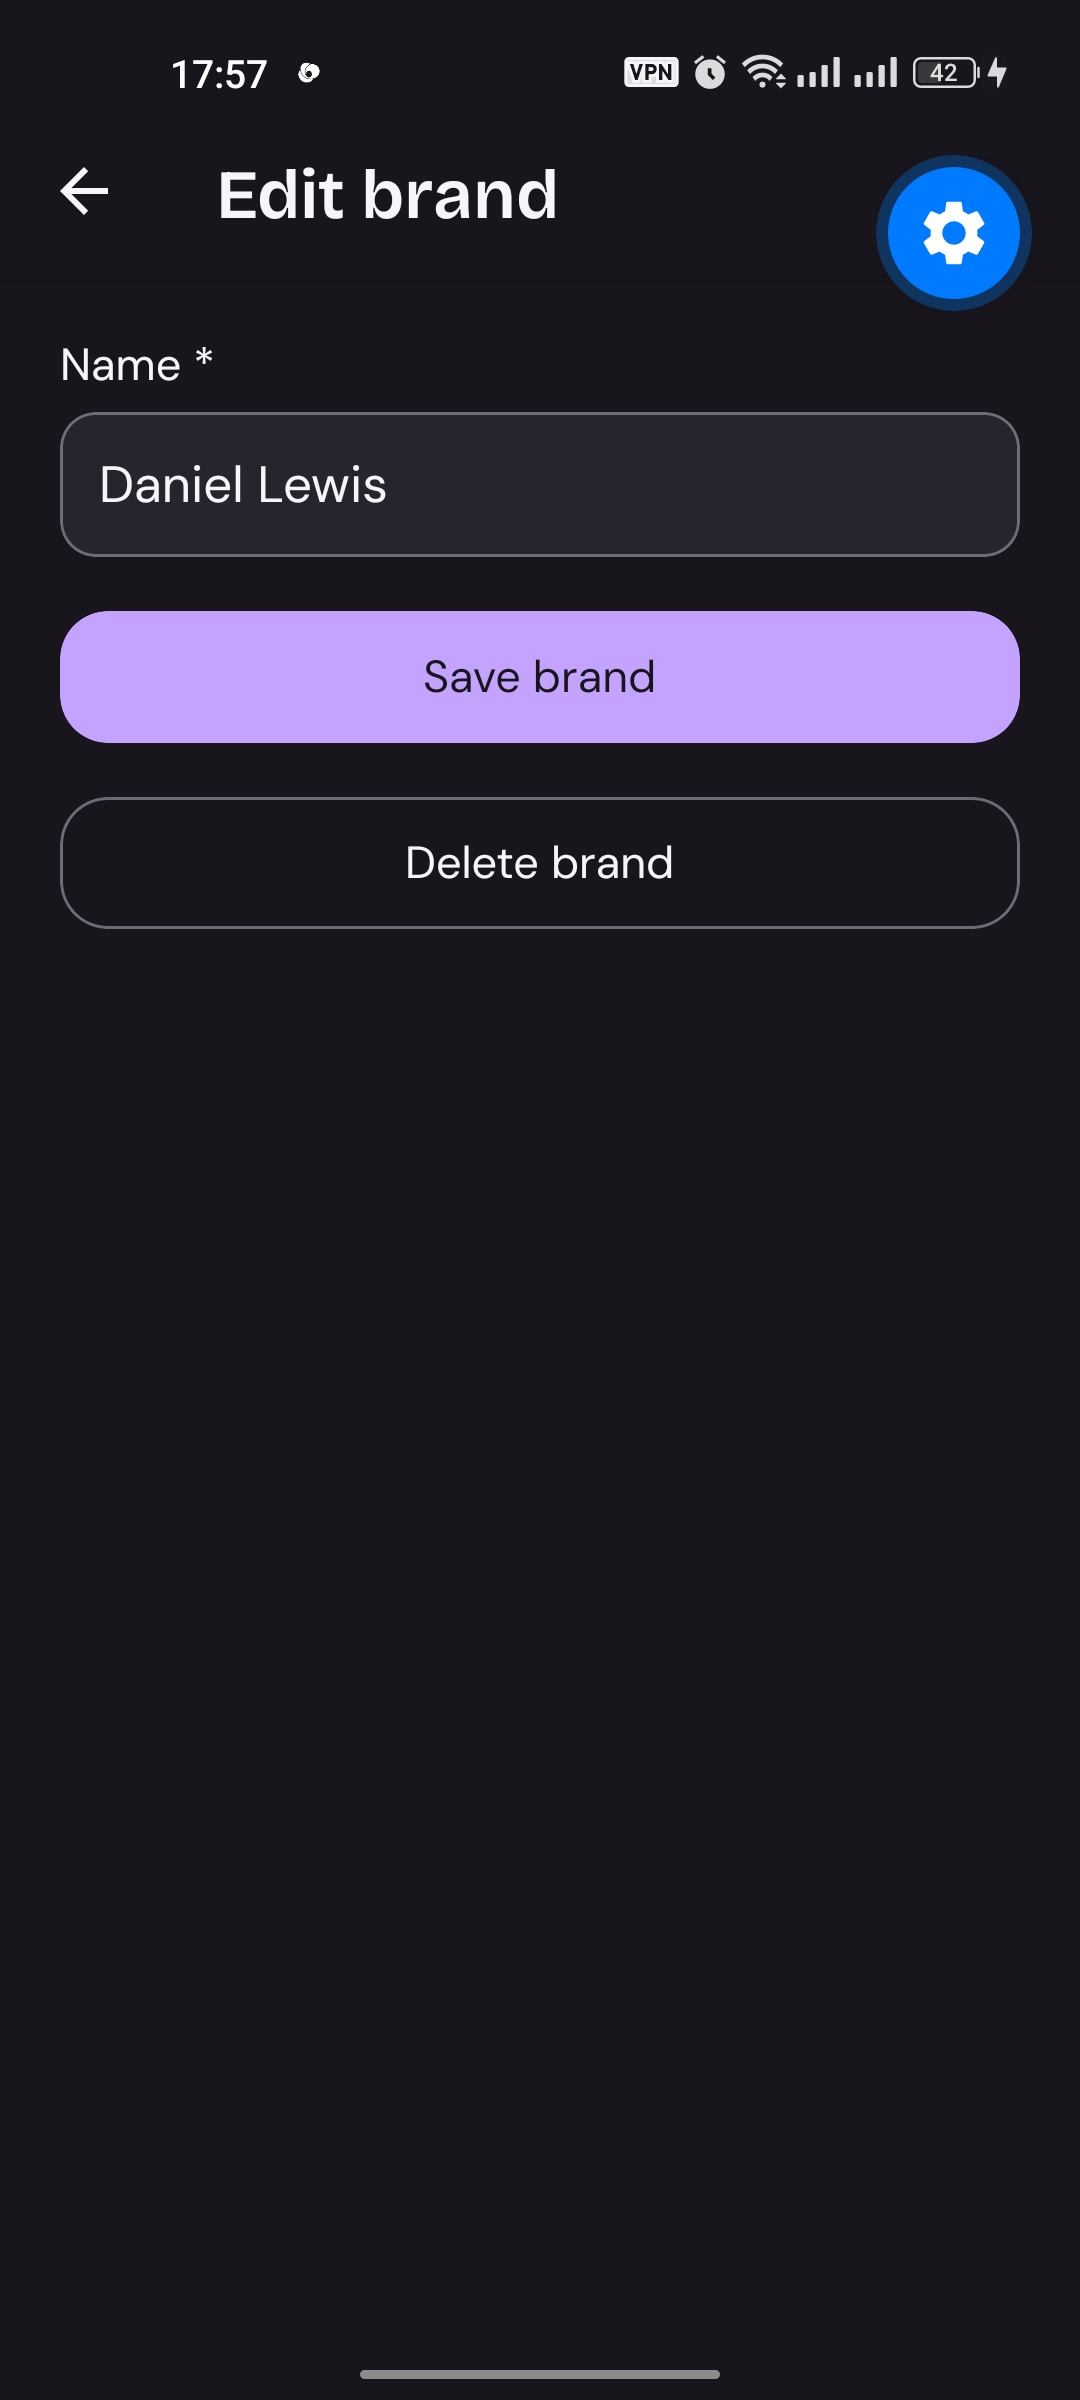 17:57
VPN
42
Edit brand
Name *
Daniel Lewis
Save brand
Delete brand